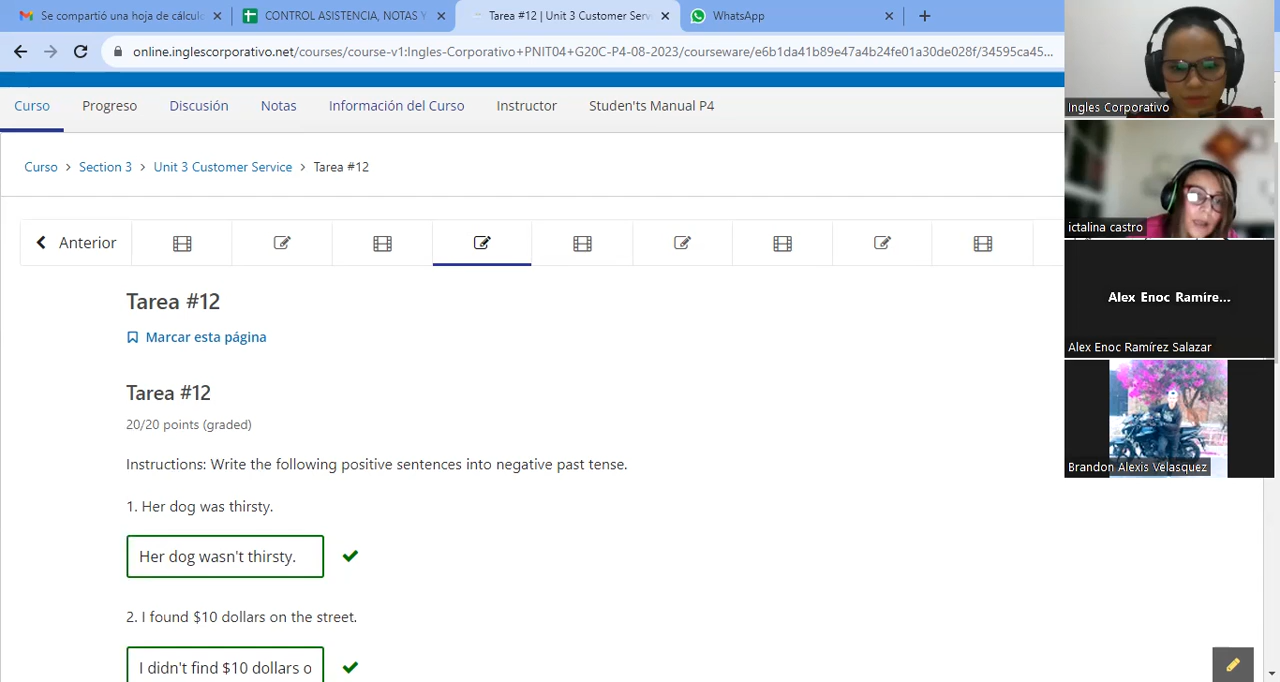 Se compartió una hoja de cálculo
CONTROL ASISTENCIA, NOTAS Y
Tarea #12 | Unit 3 Customer Serv
WhatsApp
online.inglescorporativo.net/courses/course-v1:Ingles-Corporativo+PNIT04+G20C-P4-08-2023/courseware/e6b1da41b89e47a4b24fe01a30de028f/34595ca45...
Curso Progreso Discusión Notas Información del Curso Instructor Studen'ts Manual P4
Curso > Section 3 > Unit 3 Customer Service > Tarea #12
Anterior
Tarea #12
Marcar esta página
Tarea #12
20/20 points (graded)
Instructions: Write the following positive sentences into negative past tense.
1. Her dog was thirsty.
Her dog wasn't thirsty.
2. I found $10 dollars on the street.
I didn't find $10 dollars o
Ingles Corporativo
ictalina castro
Alex Enoc Ramíre...
Alex Enoc Ramírez Salazar
Brandon Alexis Velasquez